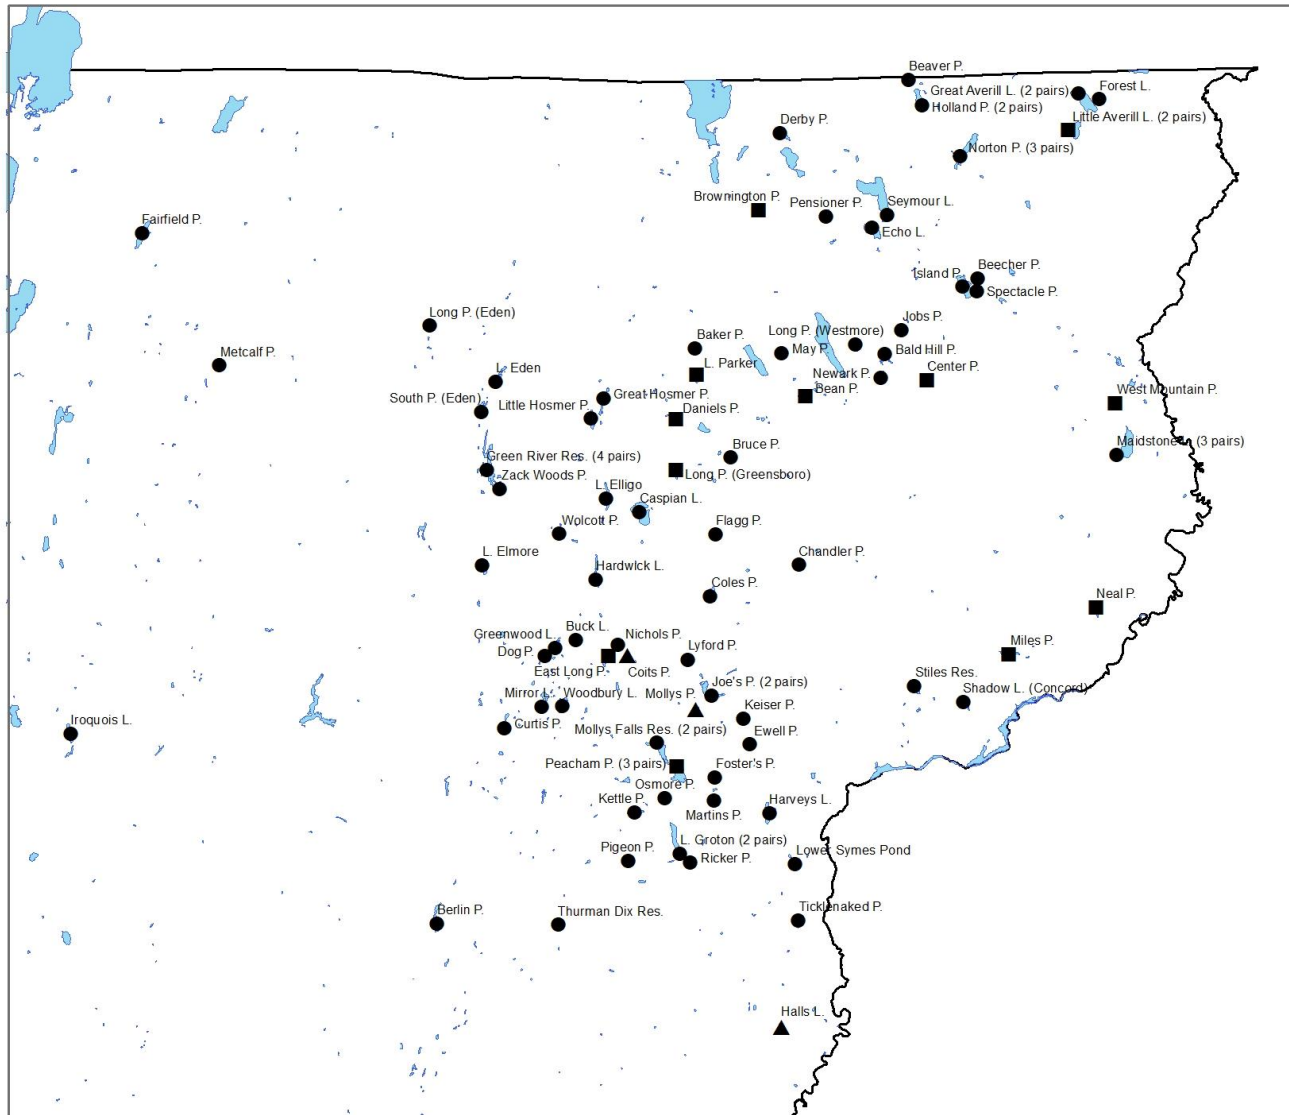 Beaver P.
Great Averill L. (2 pairs)
Forest L.
Holland P. (2 pairs)
Little Averill L. (2 pairs)
Derby P.
Norton P. (3 pairs)
Brownington P.
Pensioner P.
Seymour L.
Echo L.
Fairfield P.
Island P.
Beecher P.
Spectacle P.
Long P. (Eden)
Baker P.
Long P. (Westmore)
Jobs P.
May P.
Bald Hill P.
Metcalf P.
L. Parker
L. Eden
Newark P.
Center P.
Bean P.
West Mountain P.
South P. (Eden)
Little Hosmer P.
Great Hosmer P.
Daniels P.
Bruce P.
Maidstone L. (3 pairs)
Green River Res. (4 pairs)
Zack Woods P.
Long P. (Greensboro)
L. Elligo
Caspian L.
Wolcott P.
Flagg P.
L. Elmore
Hardwick L.
Chandler P.
Coles P.
Neal P.
Greenwood L.
Buck L.
Nichols P.
Dog P.
Lyford P.
Miles P.
East Long P.
Coits P.
Stiles Res.
Joe's P. (2 pairs)
Mirror L.
Woodbury L.
Mollys P.
Shadow L. (Concord)
Keiser P.
Iroquois L.
Curtis P.
Mollys Falls Res. (2 pairs)
Ewell P.
Peacham P. (3 pairs)
Foster's P.
Osmore P.
Kettle P.
Martins P.
Harveys L.
L. Groton (2 pairs)
Pigeon P.
Ricker P.
Lower Symes Pond
Berlin P.
Thurman Dix Res.
Ticklenaked P.
Halls L.